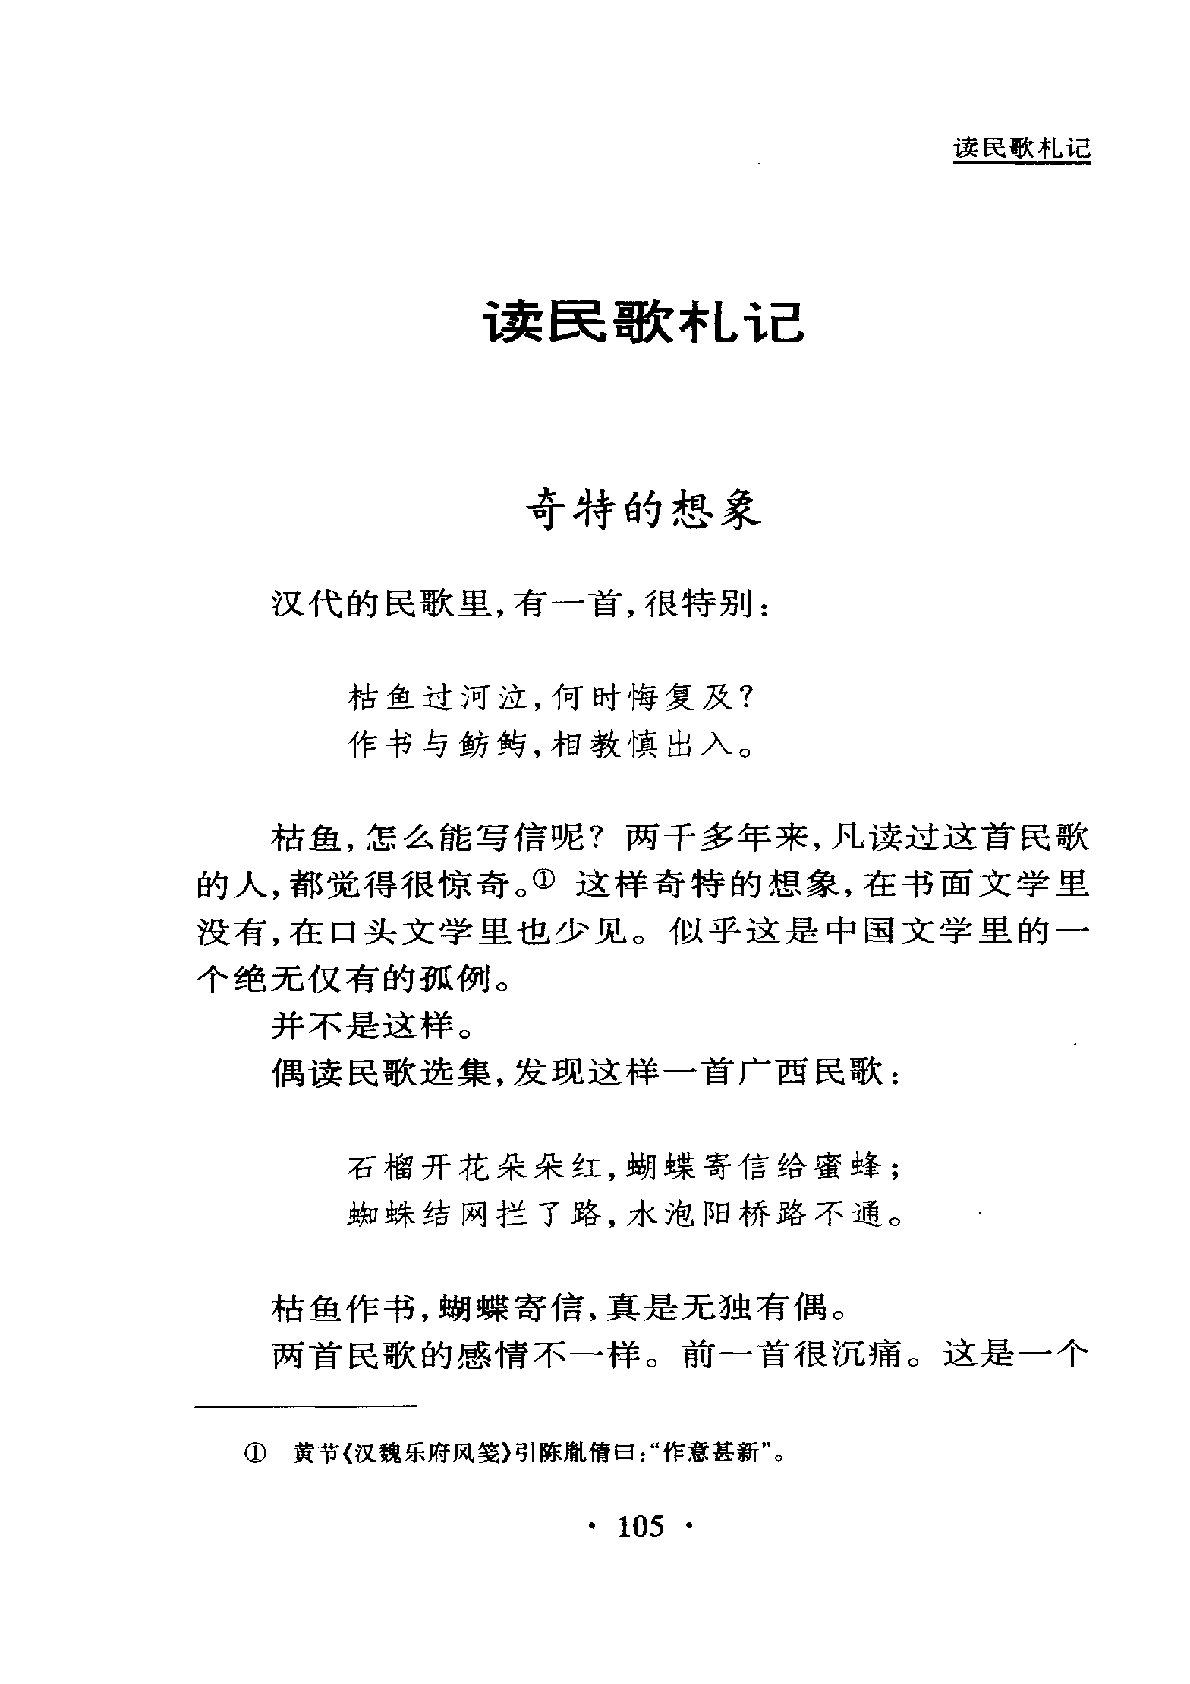 读民歌札记
读民歌札记
奇特的想象
汉代的民歌里,有一首,很特别:
枯鱼过河泣,何时悔复及?
作书与鲂鲔,相教慎出入。
枯鱼,怎么能写信呢? 两千多年来,凡读过这首民歌
的人,都觉得很惊奇。① 这样奇特的想象,在书面文学里
没有,在口头文学里也少见。似乎这是中国文学里的一
个绝无仅有的孤例。
并不是这样。
偶读民歌选集,发现这样一首广西民歌:
石榴开花朵朵红,蝴蝶寄信给蜜蜂;
蜘蛛结网拦了路,水泡阳桥路不通。
枯鱼作书,蝴蝶寄信,真是无独有偶。
两首民歌的感情不一样。前一首很沉痛。这是一个
① 黄节《汉魏乐府风笺》引陈胤倩曰:“作意甚新”。
· 105 ·